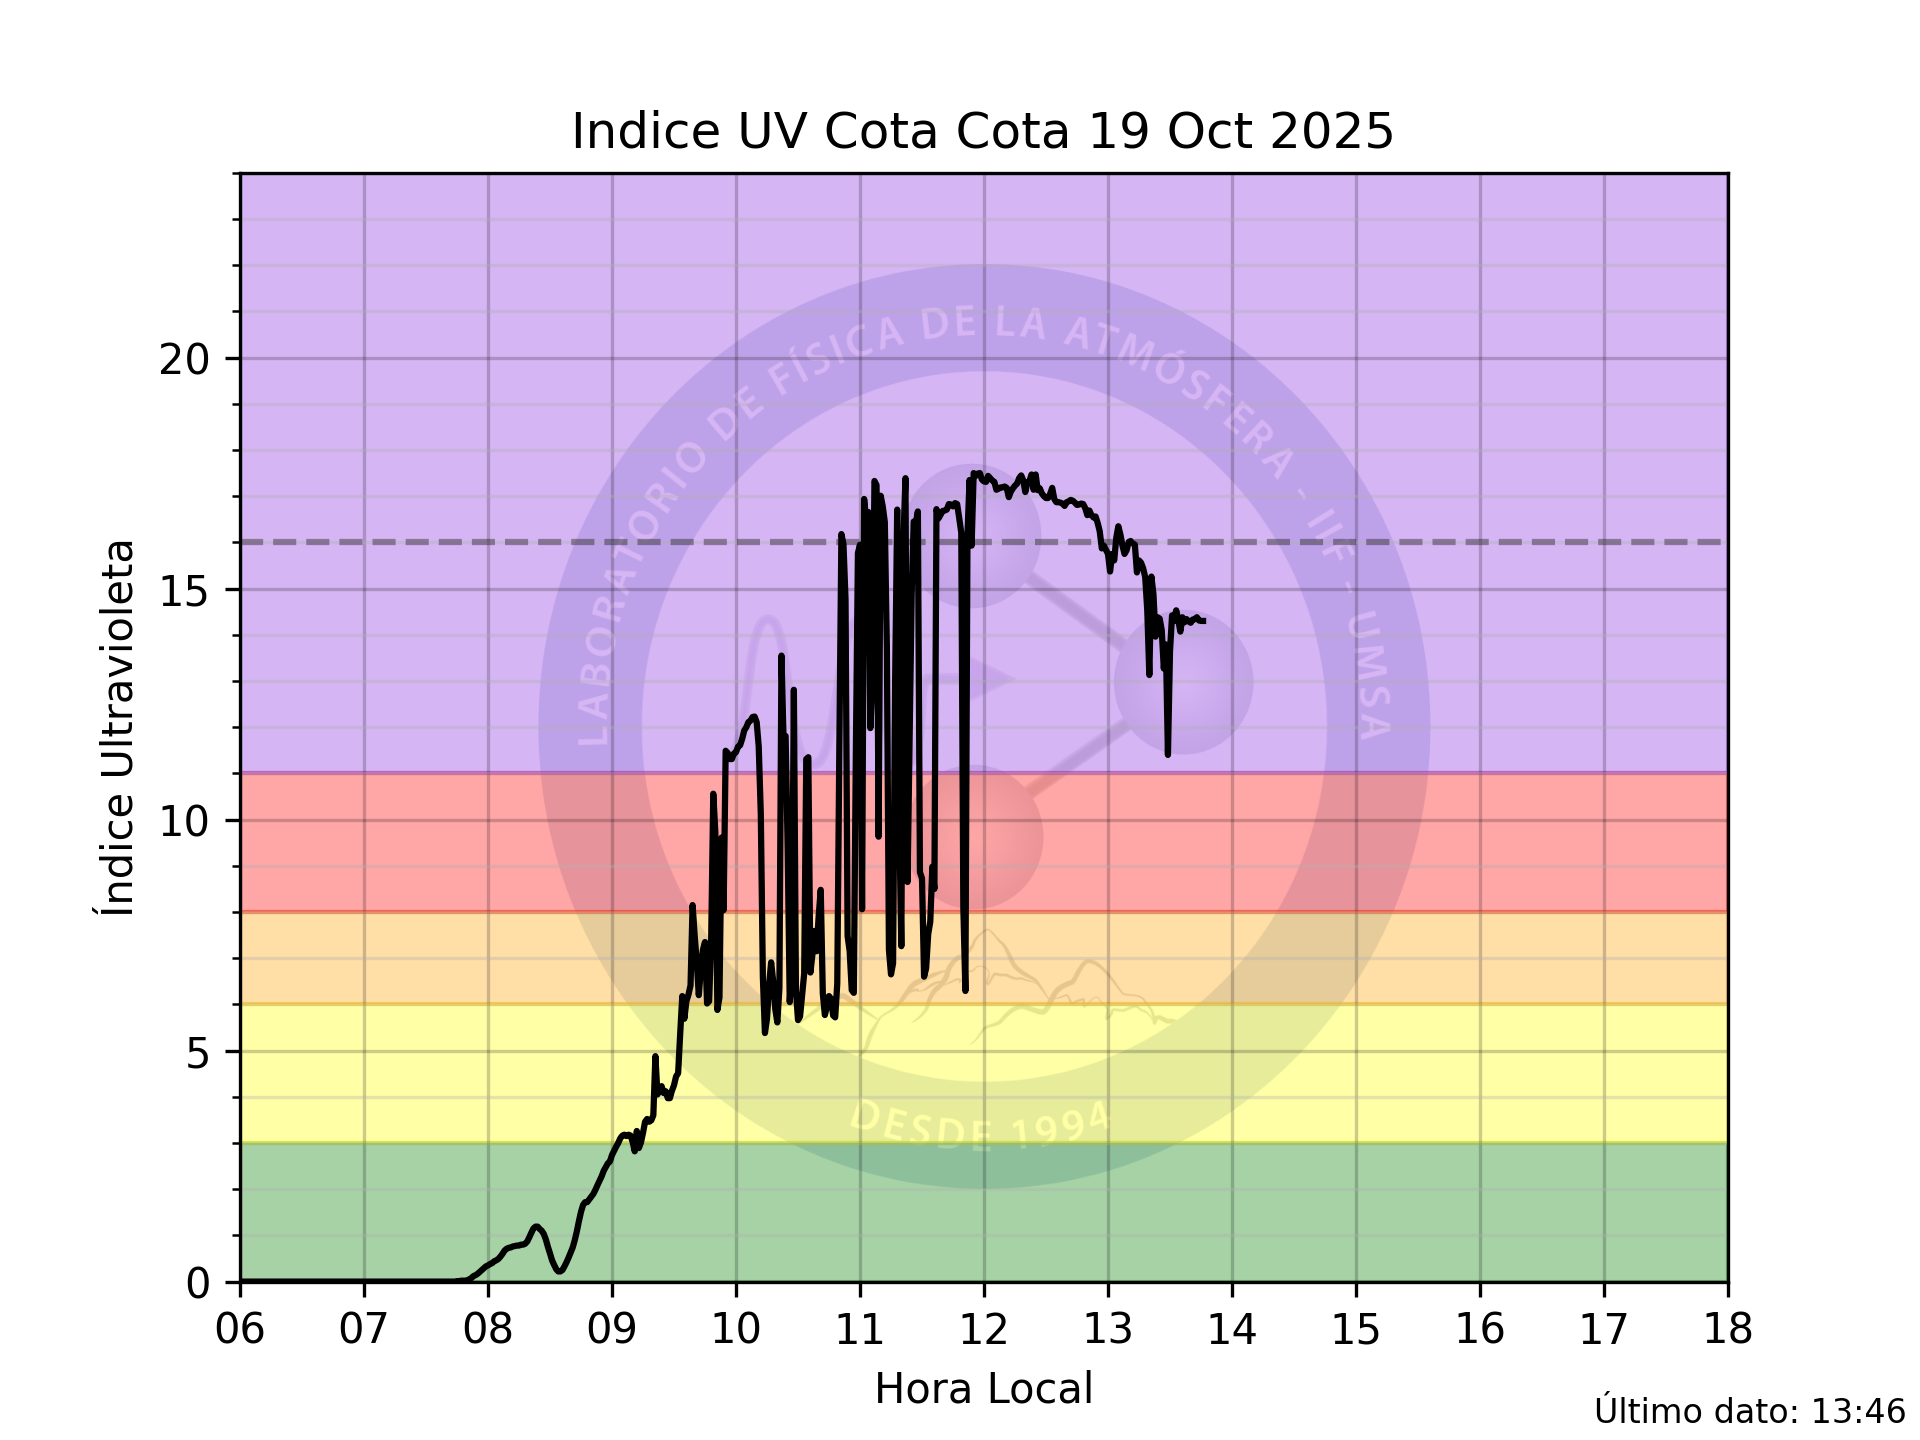 Indice UV Cota Cota 19 Oct 2025
20
15
10
5
0
Índice Ultravioleta
LABORATORIO DE FÍSICA DE LA ATMÓSFERA - IIF - UMSA
DESDE 1994
06 07 08 09 10 11 12 13 14 15 16 17 18
Hora Local
Último dato: 13:46